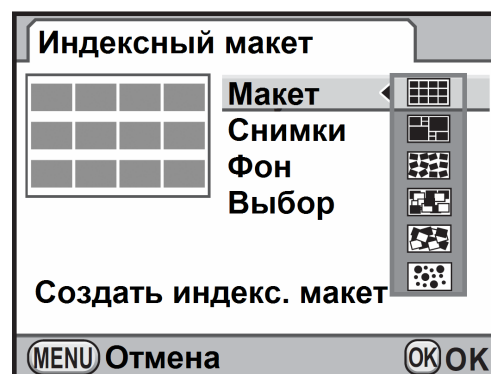 Индексный макет
Макет
Снимки
Фон
Выбор
Создать индекс. макет
MENU Отмена OK OK